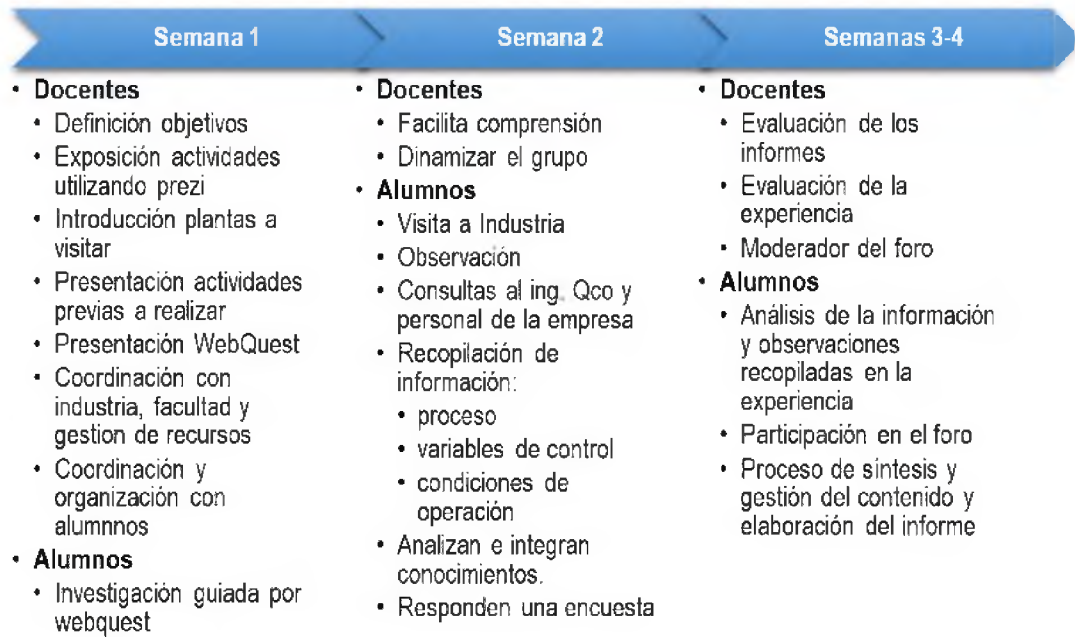 Semana 1
Semana 2
Semanas 3-4
• Docentes
• Definición objetivos
• Exposición actividades
utilizando prezi
• Introducción plantas a
visitar
• Presentación actividades
previas a realizar
• Presentación WebQuest
• Coordinación con
industria, facultad y
gestion de recursos
• Coordinación y
organización con
alumnnos
• Alumnos
• Investigación guiada por
webquest
• Docentes
• Facilita comprensión
• Dinamizar el grupo
• Alumnos
• Visita a Industria
• Observación
• Consultas al ing. Qco y
personal de la empresa
• Recopilación de
información:
• proceso
• variables de control
• condiciones de
operación
• Analizan e integran
conocimientos.
• Responden una encuesta
• Docentes
• Evaluación de los
informes
• Evaluación de la
experiencia
• Moderador del foro
• Alumnos
• Análisis de la información
y observaciones
recopiladas en la
experiencia
• Participación en el foro
• Proceso de síntesis y
gestión del contenido y
elaboración del informe